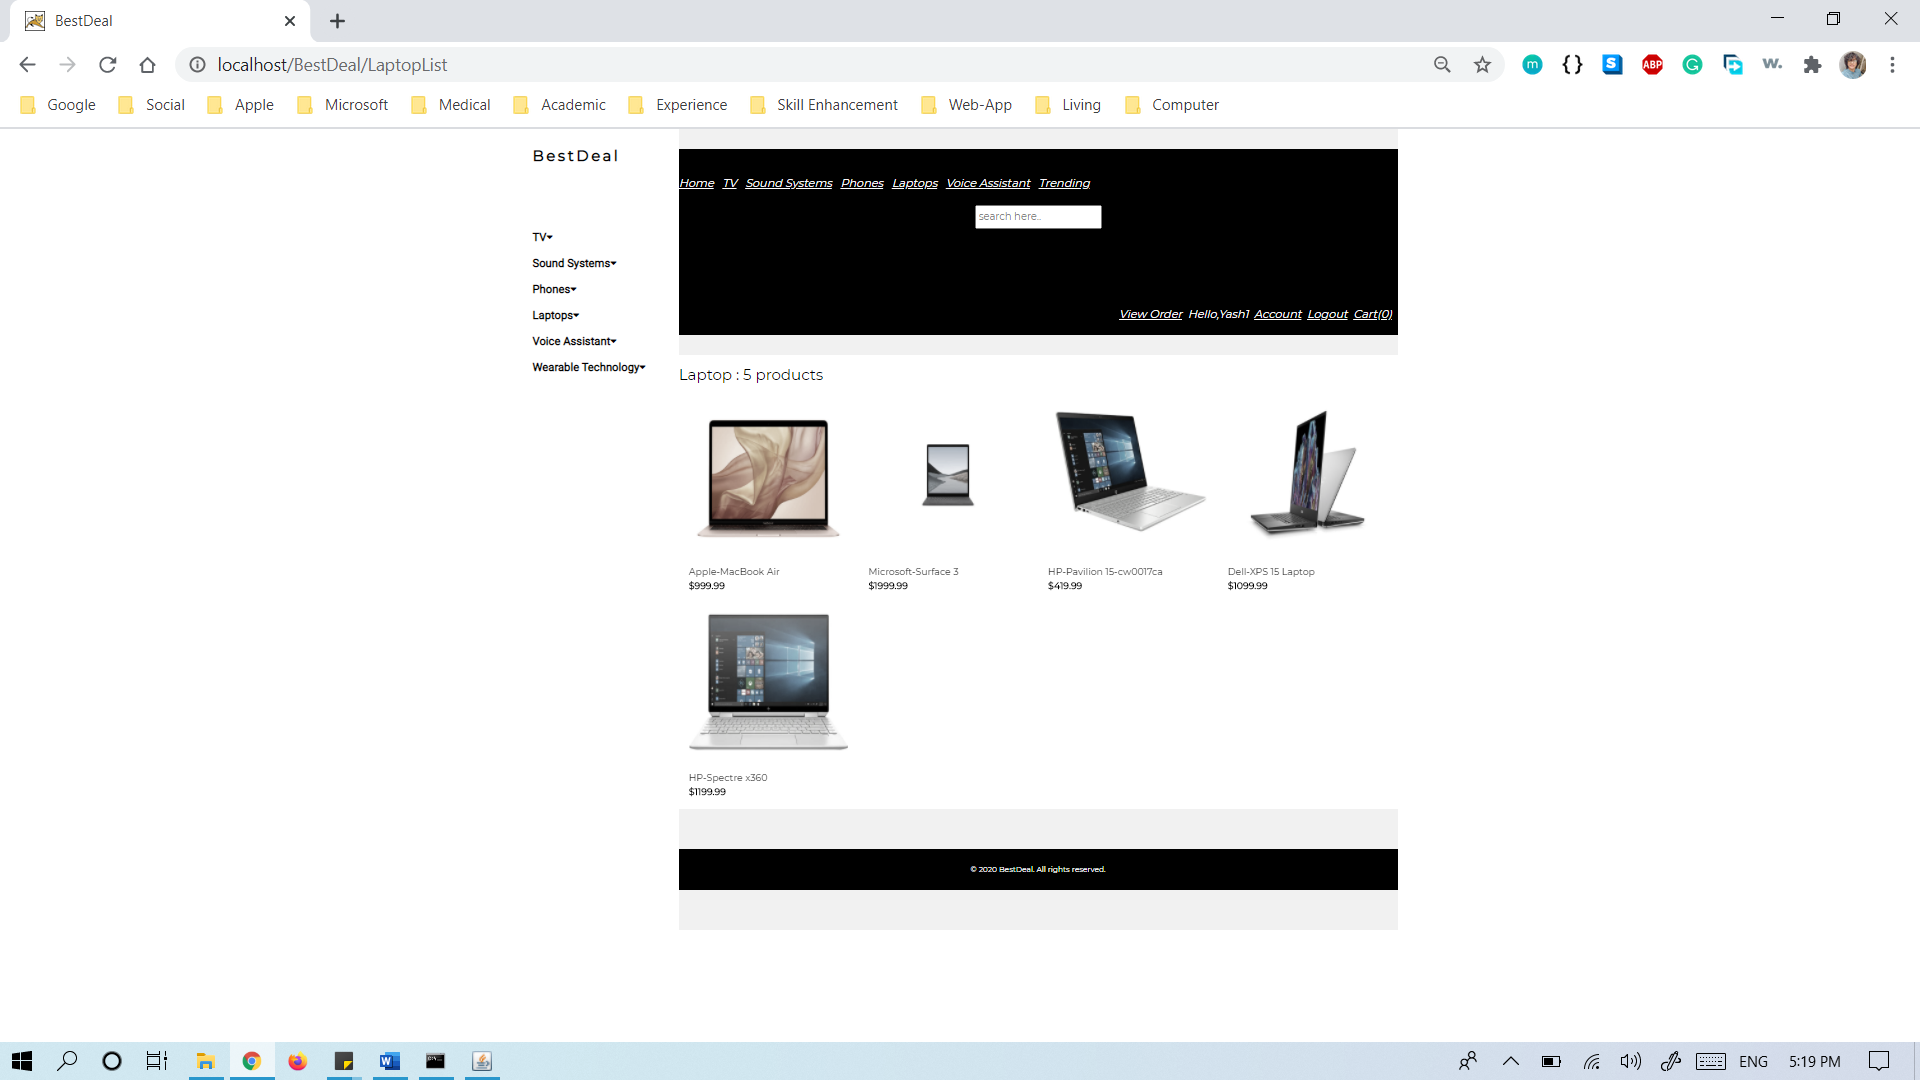 BestDeal
localhost/BestDeal/LaptopList
m {} S ABP G w.
Google Social Apple Microsoft Medical Academic Experience Skill Enhancement Web-App Living Computer
BestDeal
TV
Sound Systems
Phones
Laptops
Voice Assistant
Wearable Technology
Home TV Sound Systems Phones Laptops Voice Assistant Trending
search here..
View Order Hello,Yash1 Account Logout Cart(0)
Laptop : 5 products
Apple-MacBook Air
$999.99
Microsoft-Surface 3
$1999.99
HP-Pavilion 15-cw0017ca
$419.99
Dell-XPS 15 Laptop
$1099.99
HP-Spectre x360
$1199.99
© 2020 BestDeal. All rights reserved.
ENG 5:19 PM